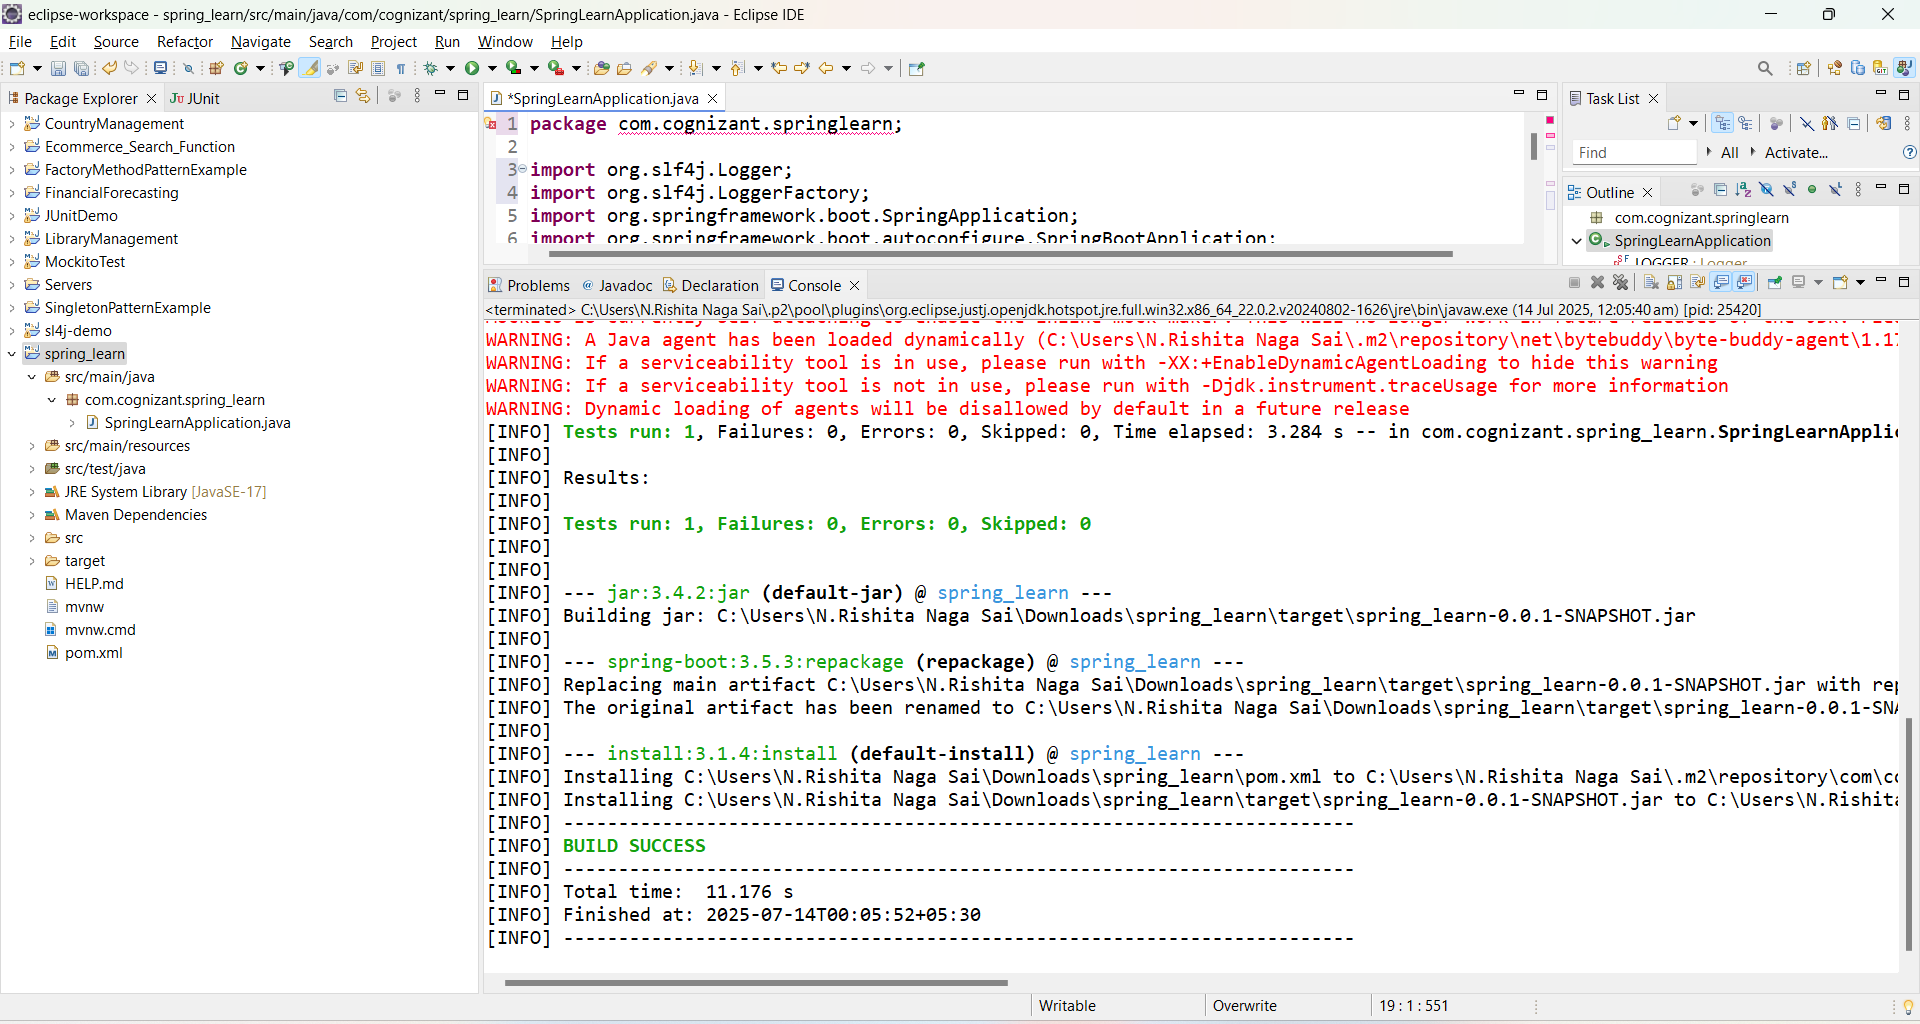 eclipse-workspace - spring_learn/src/main/java/com/cognizant/spring_learn/SpringLearnApplication.java - Eclipse IDE
File Edit Source Refactor Navigate Search Project Run Window Help
Package Explorer
JUnit
CountryManagement
Ecommerce_Search_Function
FactoryMethodPatternExample
FinancialForecasting
JUnitDemo
LibraryManagement
MockitoTest
Servers
SingletonPatternExample
sl4j-demo
spring_learn
src/main/java
com.cognizant.spring_learn
SpringLearnApplication.java
src/main/resources
src/test/java
JRE System Library [JavaSE-17]
Maven Dependencies
src
target
HELP.md
mvnw
mvnw.cmd
pom.xml
*SpringLearnApplication.java
1 package com.cognizant.springlearn;
2
3 import org.slf4j.Logger;
4 import org.slf4j.LoggerFactory;
5 import org.springframework.boot.SpringApplication;
6 import org.springframework.boot.autoconfigure.SpringBootApplication;
Task List
Find All Activate...
Outline
com.cognizant.springlearn
SpringLearnApplication
LOGGER : Logger
Problems Javadoc Declaration Console
<terminated> C:\Users\N.Rishita Naga Sai\.p2\pool\plugins\org.eclipse.justj.openjdk.hotspot.jre.full.win32.x86_64_22.0.2.v20240802-1626\jre\bin\javaw.exe (14 Jul 2025, 12:05:40 am) [pid: 25420]
WARNING: A Java agent has been loaded dynamically (C:\Users\N.Rishita Naga Sai\.m2\repository\net\bytebuddy\byte-buddy-agent\1.17
WARNING: If a serviceability tool is in use, please run with -XX:+EnableDynamicAgentLoading to hide this warning
WARNING: If a serviceability tool is not in use, please run with -Djdk.instrument.traceUsage for more information
WARNING: Dynamic loading of agents will be disallowed by default in a future release
[INFO] Tests run: 1, Failures: 0, Errors: 0, Skipped: 0, Time elapsed: 3.284 s -- in com.cognizant.spring_learn.SpringLearnApplic
[INFO]
[INFO] Results:
[INFO]
[INFO] Tests run: 1, Failures: 0, Errors: 0, Skipped: 0
[INFO]
[INFO]
[INFO] --- jar:3.4.2:jar (default-jar) @ spring_learn ---
[INFO] Building jar: C:\Users\N.Rishita Naga Sai\Downloads\spring_learn\target\spring_learn-0.0.1-SNAPSHOT.jar
[INFO]
[INFO] --- spring-boot:3.5.3:repackage (repackage) @ spring_learn ---
[INFO] Replacing main artifact C:\Users\N.Rishita Naga Sai\Downloads\spring_learn\target\spring_learn-0.0.1-SNAPSHOT.jar with rep
[INFO] The original artifact has been renamed to C:\Users\N.Rishita Naga Sai\Downloads\spring_learn\target\spring_learn-0.0.1-SNA
[INFO]
[INFO] --- install:3.1.4:install (default-install) @ spring_learn ---
[INFO] Installing C:\Users\N.Rishita Naga Sai\Downloads\spring_learn\pom.xml to C:\Users\N.Rishita Naga Sai\.m2\repository\com\co
[INFO] Installing C:\Users\N.Rishita Naga Sai\Downloads\spring_learn\target\spring_learn-0.0.1-SNAPSHOT.jar to C:\Users\N.Rishita
[INFO] ------------------------------------------------------------------------
[INFO] BUILD SUCCESS
[INFO] ------------------------------------------------------------------------
[INFO] Total time:  11.176 s
[INFO] Finished at: 2025-07-14T00:05:52+05:30
[INFO] ------------------------------------------------------------------------
Writable Overwrite 19 : 1 : 551